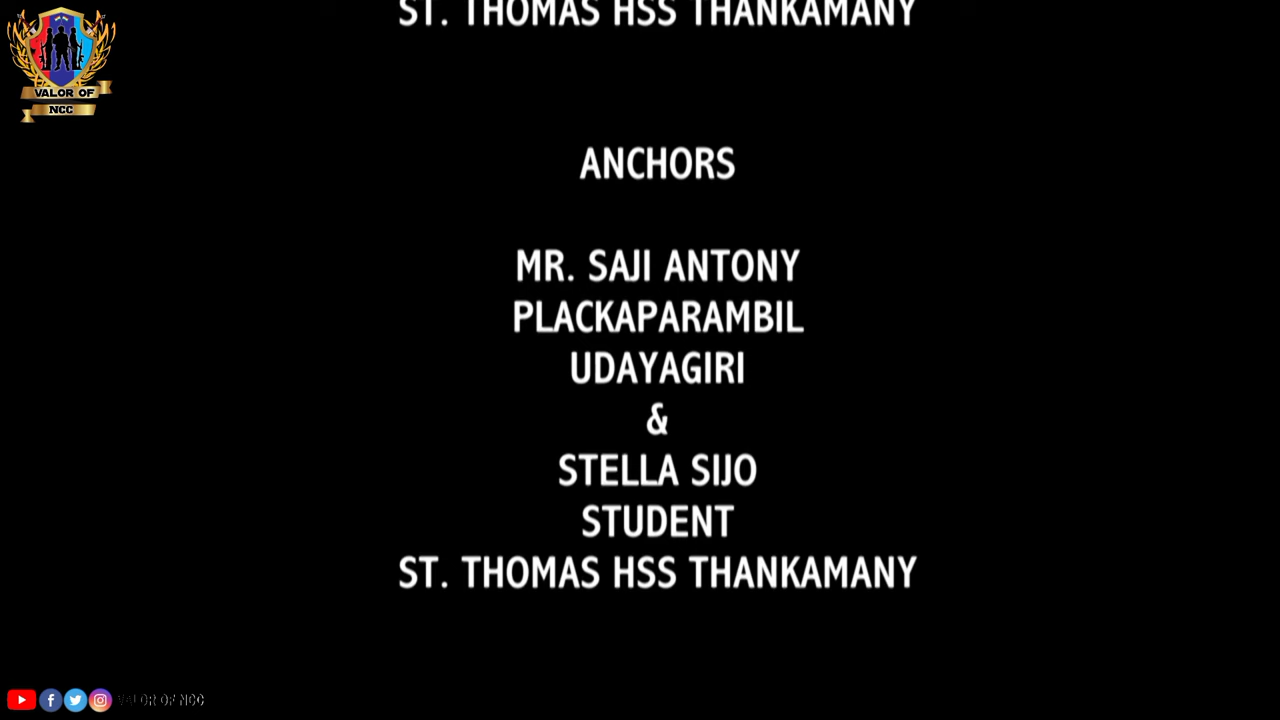 ST. THOMAS HSS THANKAMANY
VALOR OF
NCC
ANCHORS
MR. SAJI ANTONY
PLACKAPARAMBIL
UDAYAGIRI
&
STELLA SIJO
STUDENT
ST. THOMAS HSS THANKAMANY
VALOR OF NCC